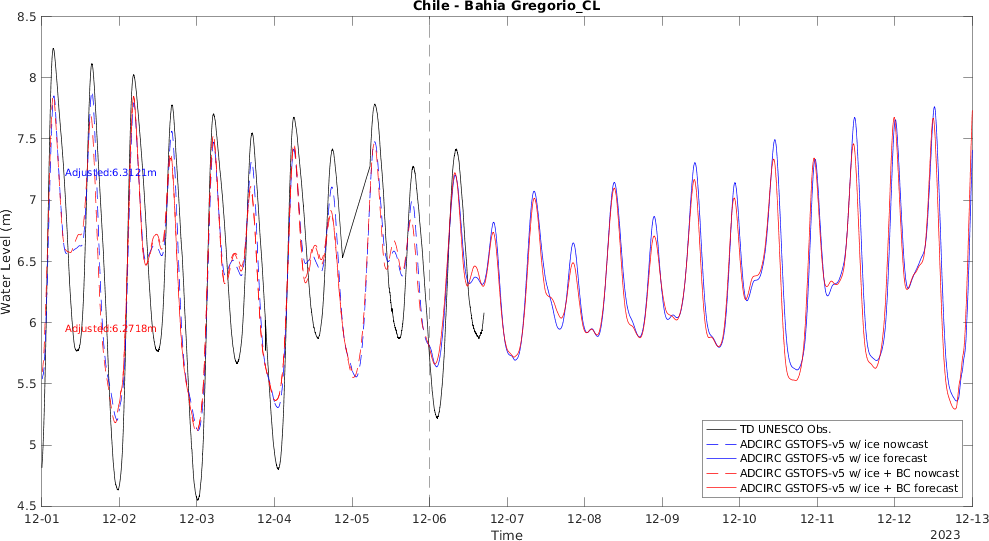 Chile - Bahia Gregorio_CL
8.5
8
7.5
7
6.5
6
5.5
5
4.5
Water Level (m)
Adjusted:6.3121m
Adjusted:6.2718m
TD UNESCO Obs.
ADCIRC GSTOFS-v5 w/ ice nowcast
ADCIRC GSTOFS-v5 w/ ice forecast
ADCIRC GSTOFS-v5 w/ ice + BC nowcast
ADCIRC GSTOFS-v5 w/ ice + BC forecast
12-01 12-02 12-03 12-04 12-05 12-06 12-07 12-08 12-09 12-10 12-11 12-12 12-13
Time
2023